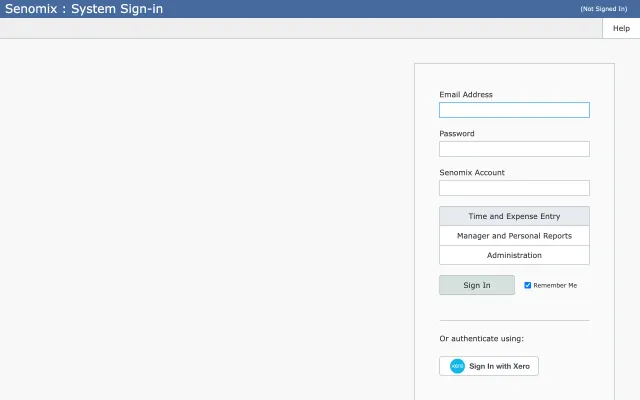 Senomix : System Sign-in
(Not Signed In)
Help
Email Address
Password
Senomix Account
Time and Expense Entry
Manager and Personal Reports
Administration
Sign In
Remember Me
Or authenticate using:
xero Sign In with Xero